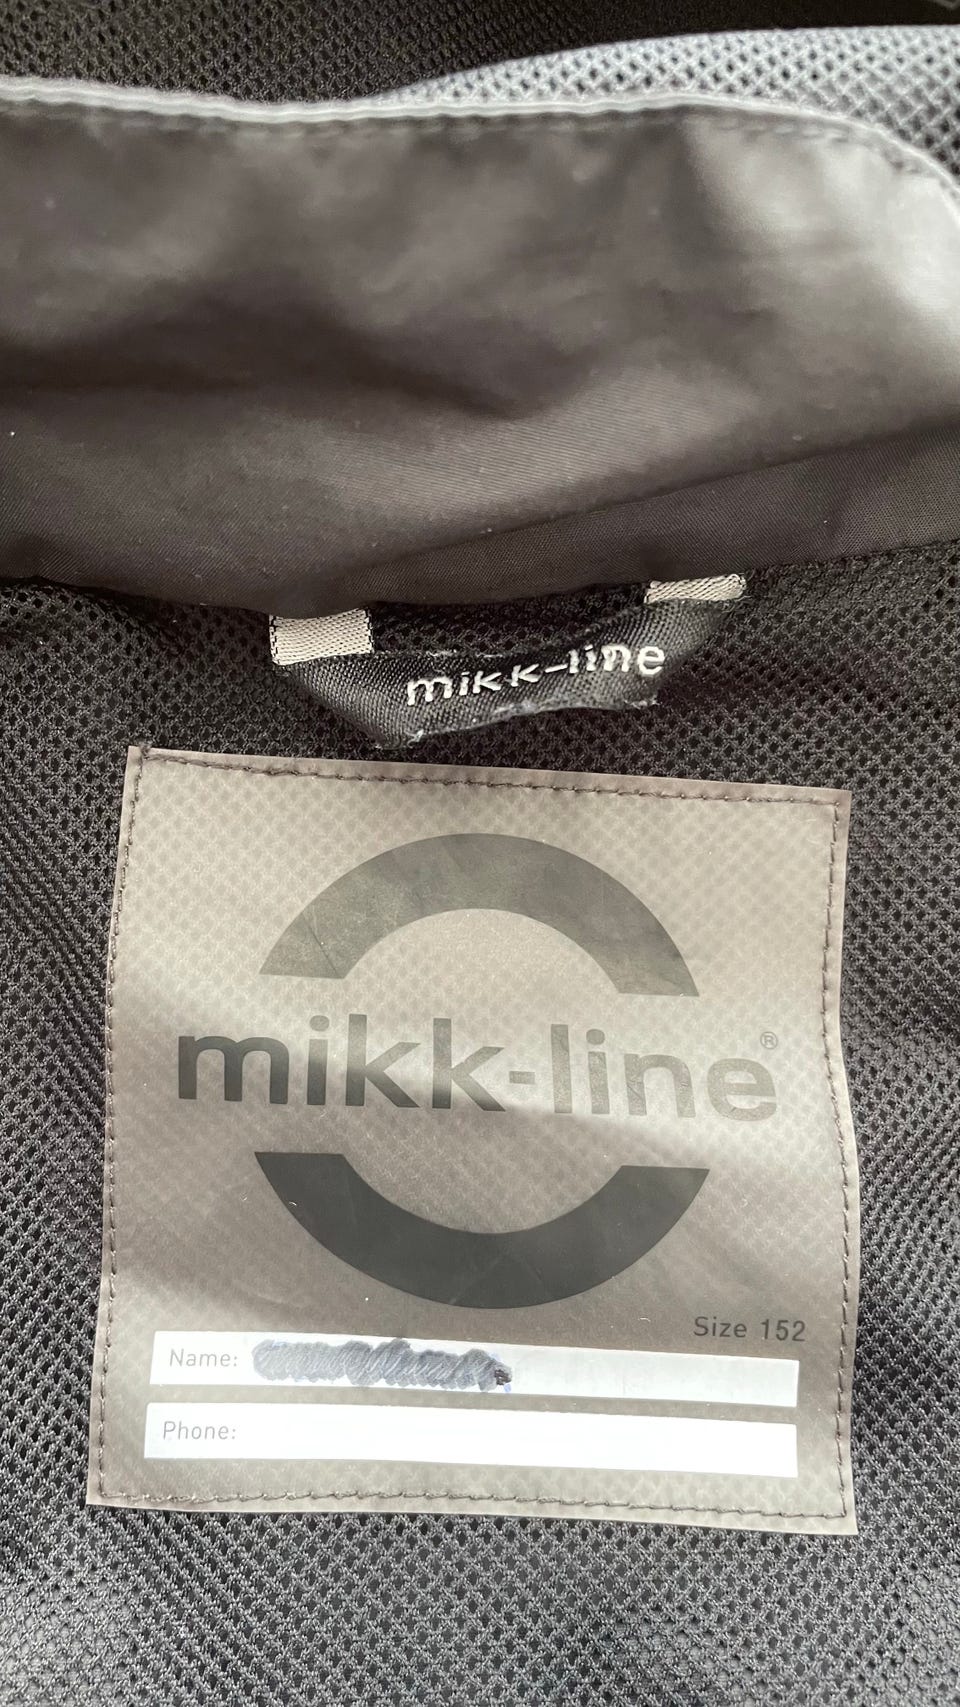 mikk-line
mikk-line®
Size 152
Name:
Phone: